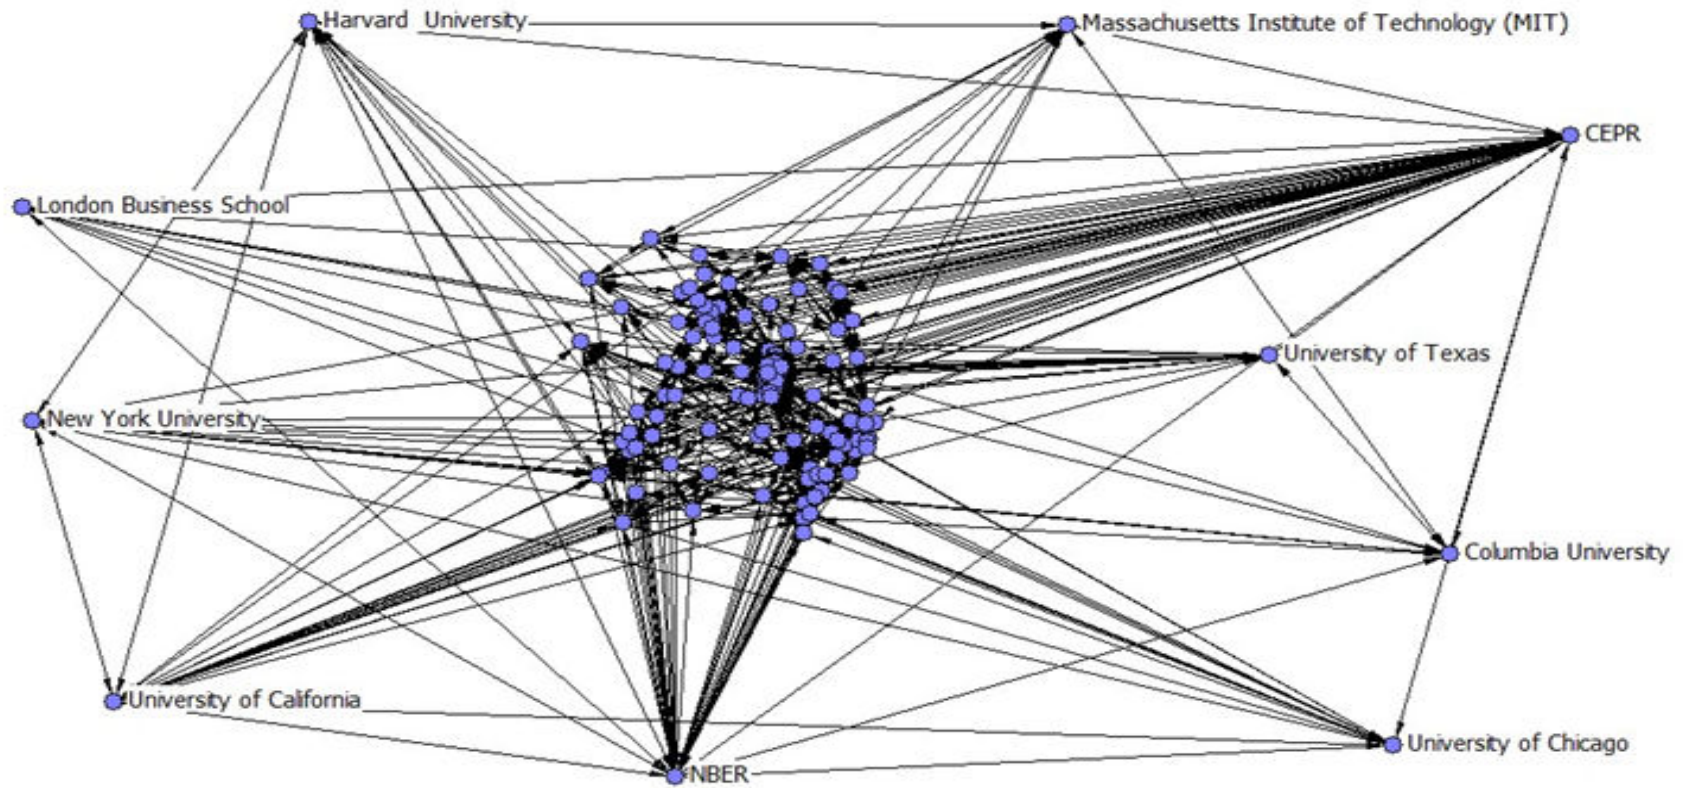 Harvard University
Massachusetts Institute of Technology (MIT)
CEPR
London Business School
University of Texas
New York University
Columbia University
University of California
University of Chicago
NBER